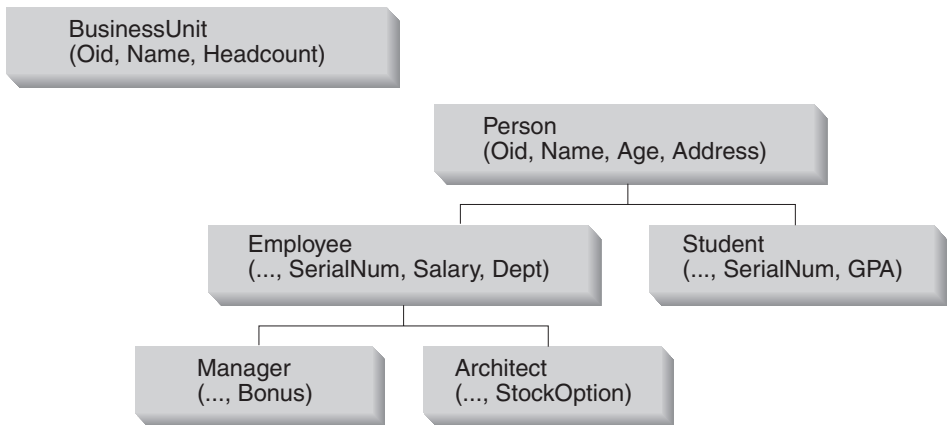 BusinessUnit
(Oid, Name, Headcount)
Person
(Oid, Name, Age, Address)
Employee
(..., SerialNum, Salary, Dept)
Student
(..., SerialNum, GPA)
Manager
(..., Bonus)
Architect
(..., StockOption)